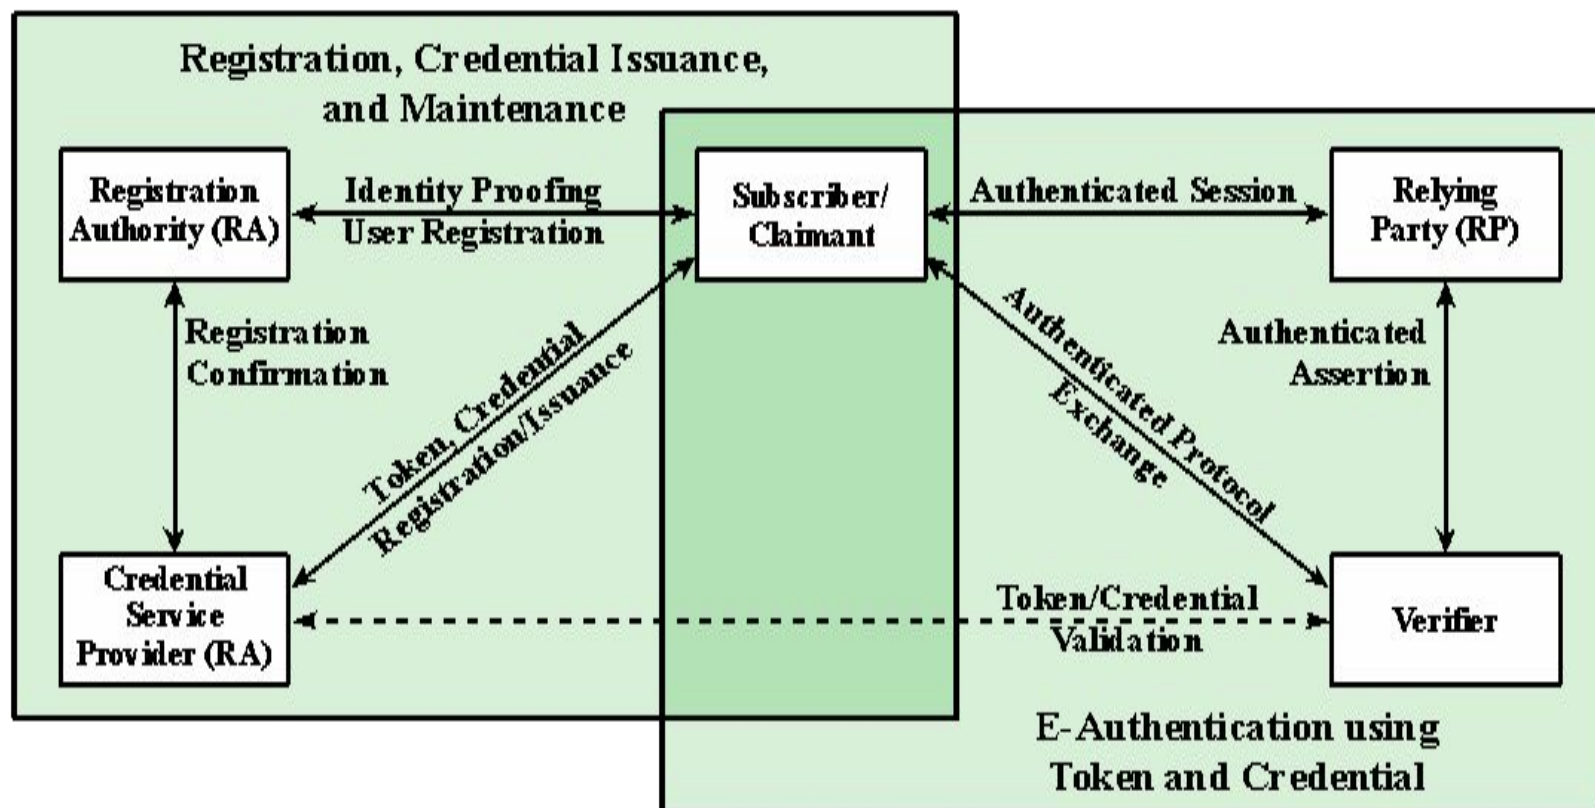 Registration, Credential Issuance,
and Maintenance
Registration
Authority (RA)
Identity Proofing
User Registration
Subscriber/
Claimant
Authenticated Session
Relying
Party (RP)
Registration
Confirmation
Token, Credential
Registration/Issuance
Authenticated Protocol
Exchange
Authenticated
Assertion
Credential
Service
Provider (RA)
Token/Credential
Validation
Verifier
E-Authentication using
Token and Credential